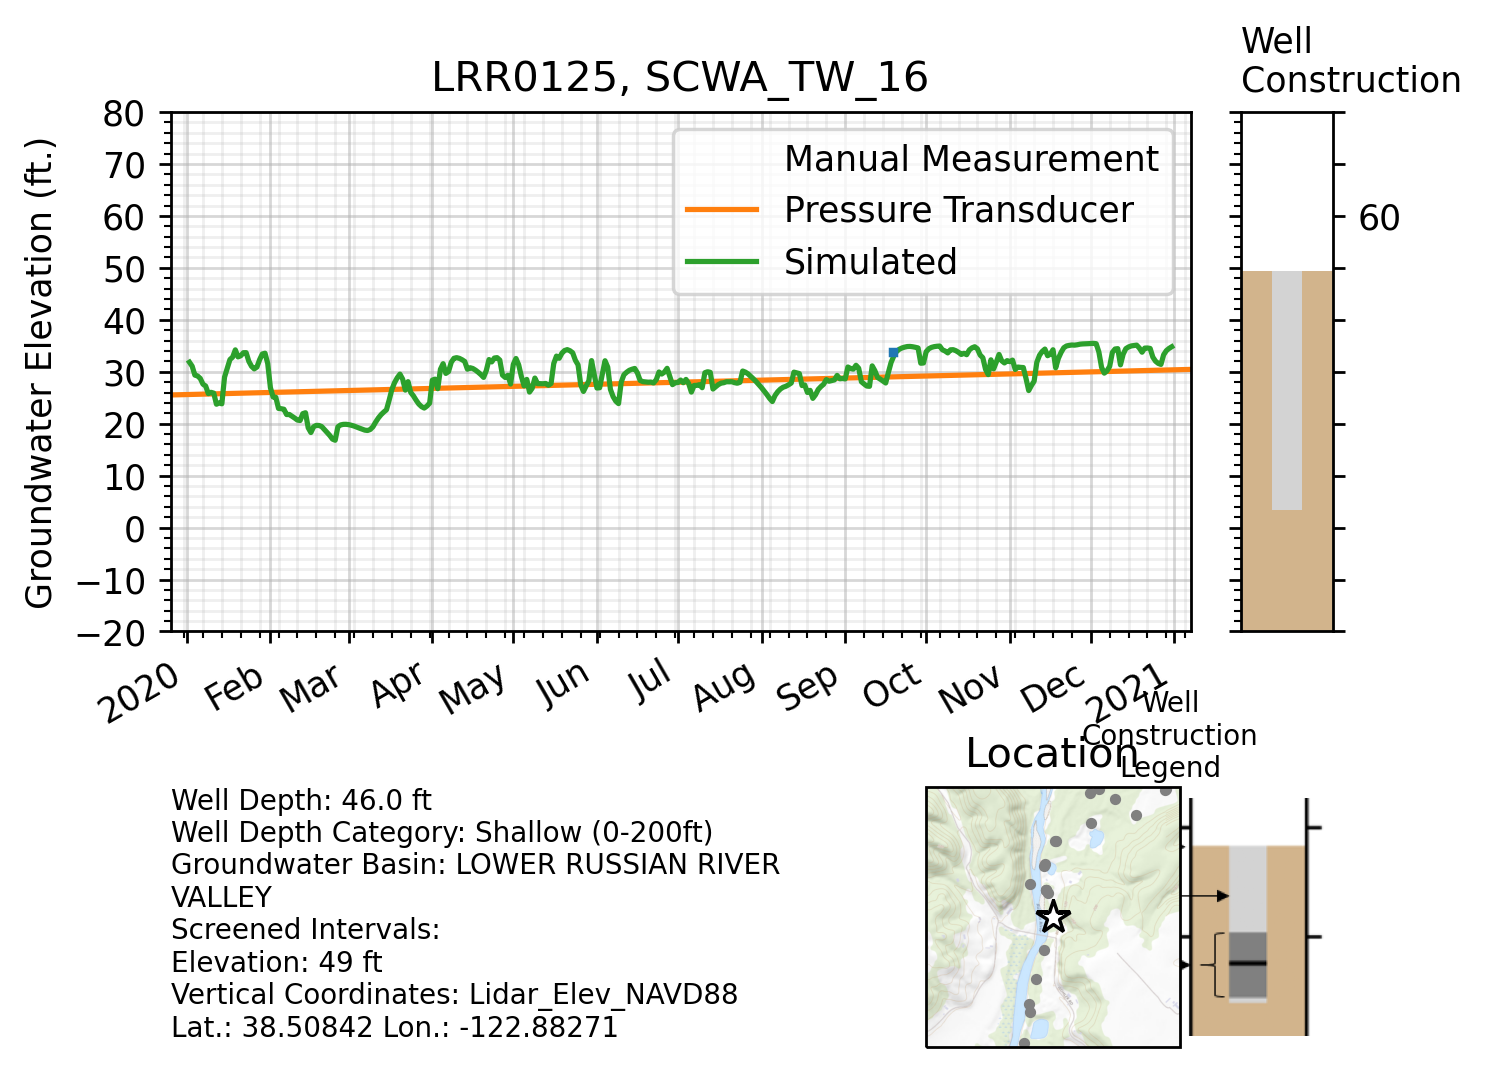 Well
Construction
LRR0125, SCWA_TW_16
Groundwater Elevation (ft.)
80
70
60
50
40
30
20
10
0
−10
−20
Manual Measurement
Pressure Transducer
Simulated
60
2020
Feb
Mar
Apr
May
Jun
Jul
Aug
Sep
Oct
Nov
Dec
2021
Well
Construction
Legend
Location
Well Depth: 46.0 ft
Well Depth Category: Shallow (0-200ft)
Groundwater Basin: LOWER RUSSIAN RIVER
VALLEY
Screened Intervals:
Elevation: 49 ft
Vertical Coordinates: Lidar_Elev_NAVD88
Lat.: 38.50842 Lon.: -122.88271